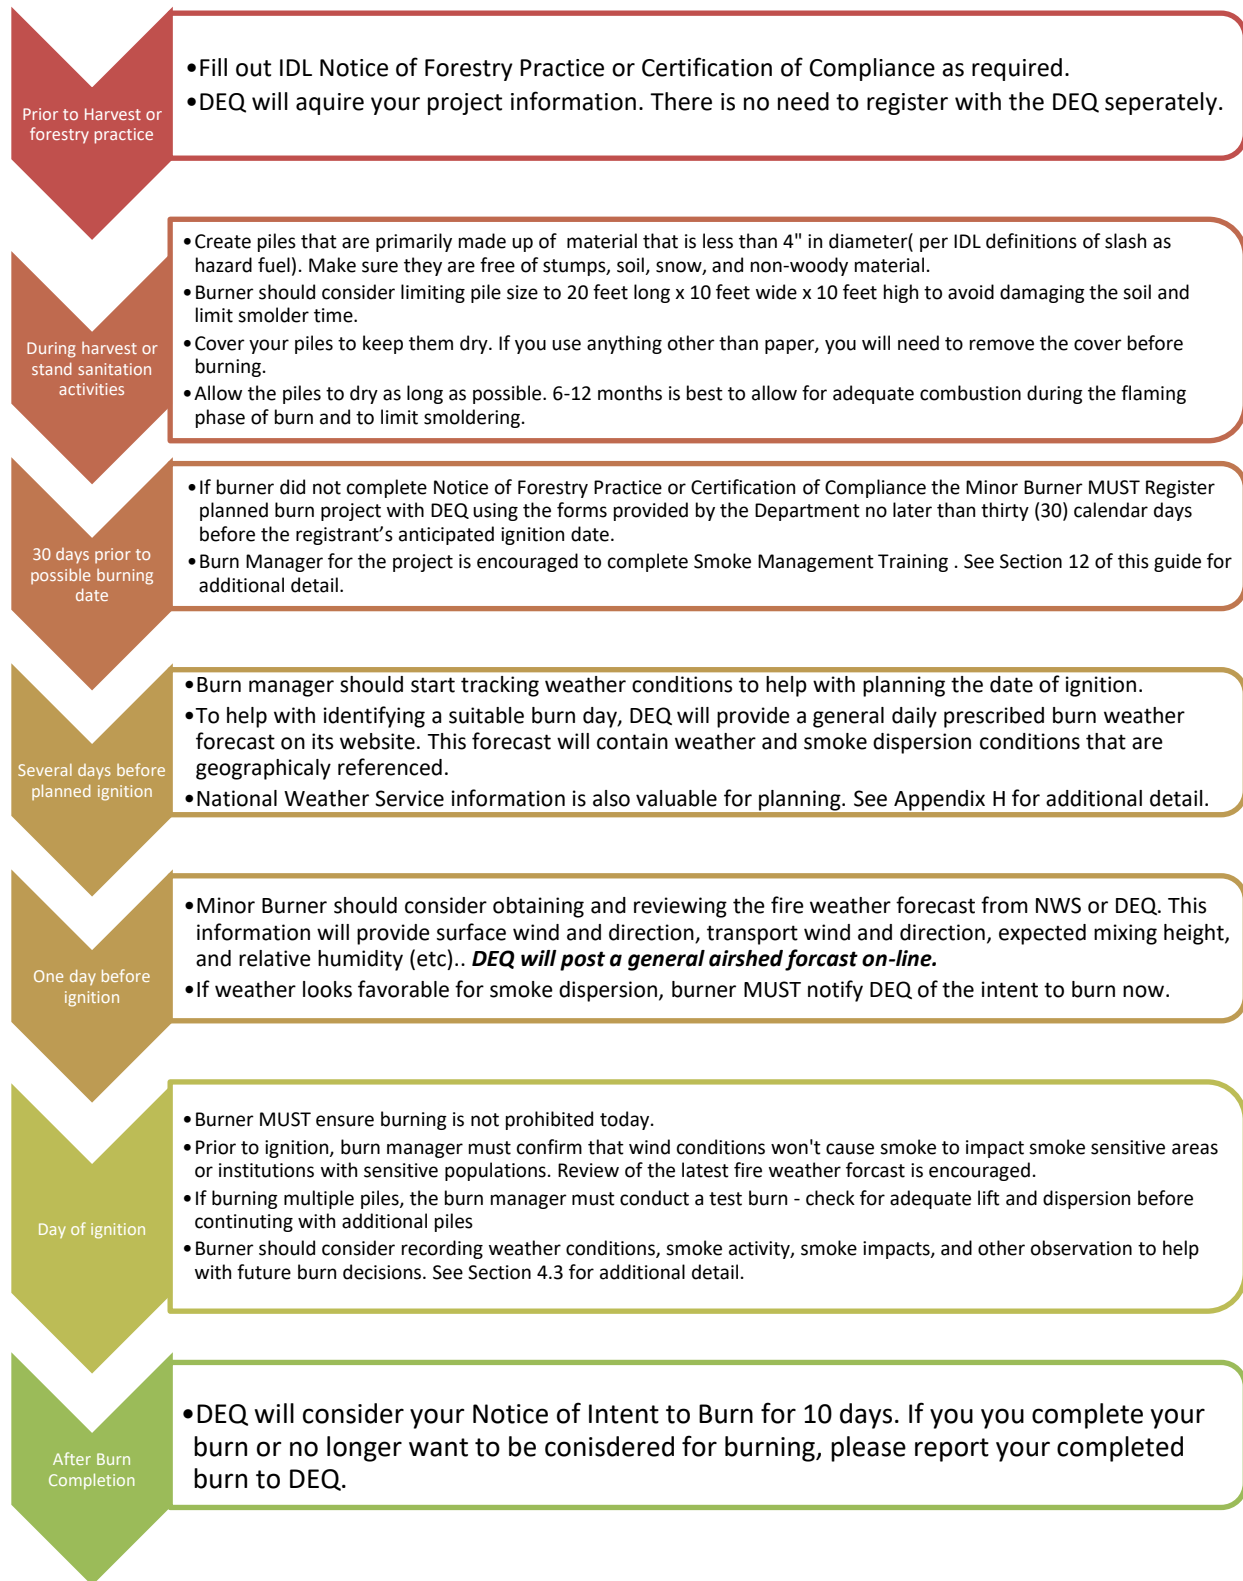 Prior to Harvest or
forestry practice
•Fill out IDL Notice of Forestry Practice or Certification of Compliance as required.
•DEQ will aquire your project information. There is no need to register with the DEQ seperately.
During harvest or
stand sanitation
activities
•Create piles that are primarily made up of material that is less than 4" in diameter( per IDL definitions of slash as
hazard fuel). Make sure they are free of stumps, soil, snow, and non-woody material.
•Burner should consider limiting pile size to 20 feet long x 10 feet wide x 10 feet high to avoid damaging the soil and
limit smolder time.
•Cover your piles to keep them dry. If you use anything other than paper, you will need to remove the cover before
burning.
•Allow the piles to dry as long as possible. 6-12 months is best to allow for adequate combustion during the flaming
phase of burn and to limit smoldering.
30 days prior to
possible burning
date
•If burner did not complete Notice of Forestry Practice or Certification of Compliance the Minor Burner MUST Register
planned burn project with DEQ using the forms provided by the Department no later than thirty (30) calendar days
before the registrant’s anticipated ignition date.
•Burn Manager for the project is encouraged to complete Smoke Management Training . See Section 12 of this guide for
additional detail.
Several days before
planned ignition
•Burn manager should start tracking weather conditions to help with planning the date of ignition.
•To help with identifying a suitable burn day, DEQ will provide a general daily prescribed burn weather
forecast on its website. This forecast will contain weather and smoke dispersion conditions that are
geographicaly referenced.
•National Weather Service information is also valuable for planning. See Appendix H for additional detail.
One day before
ignition
•Minor Burner should consider obtaining and reviewing the fire weather forecast from NWS or DEQ. This
information will provide surface wind and direction, transport wind and direction, expected mixing height,
and relative humidity (etc).. DEQ will post a general airshed forcast on-line.
•If weather looks favorable for smoke dispersion, burner MUST notify DEQ of the intent to burn now.
Day of ignition
•Burner MUST ensure burning is not prohibited today.
•Prior to ignition, burn manager must confirm that wind conditions won't cause smoke to impact smoke sensitive areas
or institutions with sensitive populations. Review of the latest fire weather forcast is encouraged.
•If burning multiple piles, the burn manager must conduct a test burn - check for adequate lift and dispersion before
continuting with additional piles
•Burner should consider recording weather conditions, smoke activity, smoke impacts, and other observation to help
with future burn decisions. See Section 4.3 for additional detail.
After Burn
Completion
•DEQ will consider your Notice of Intent to Burn for 10 days. If you you complete your
burn or no longer want to be conisdered for burning, please report your completed
burn to DEQ.